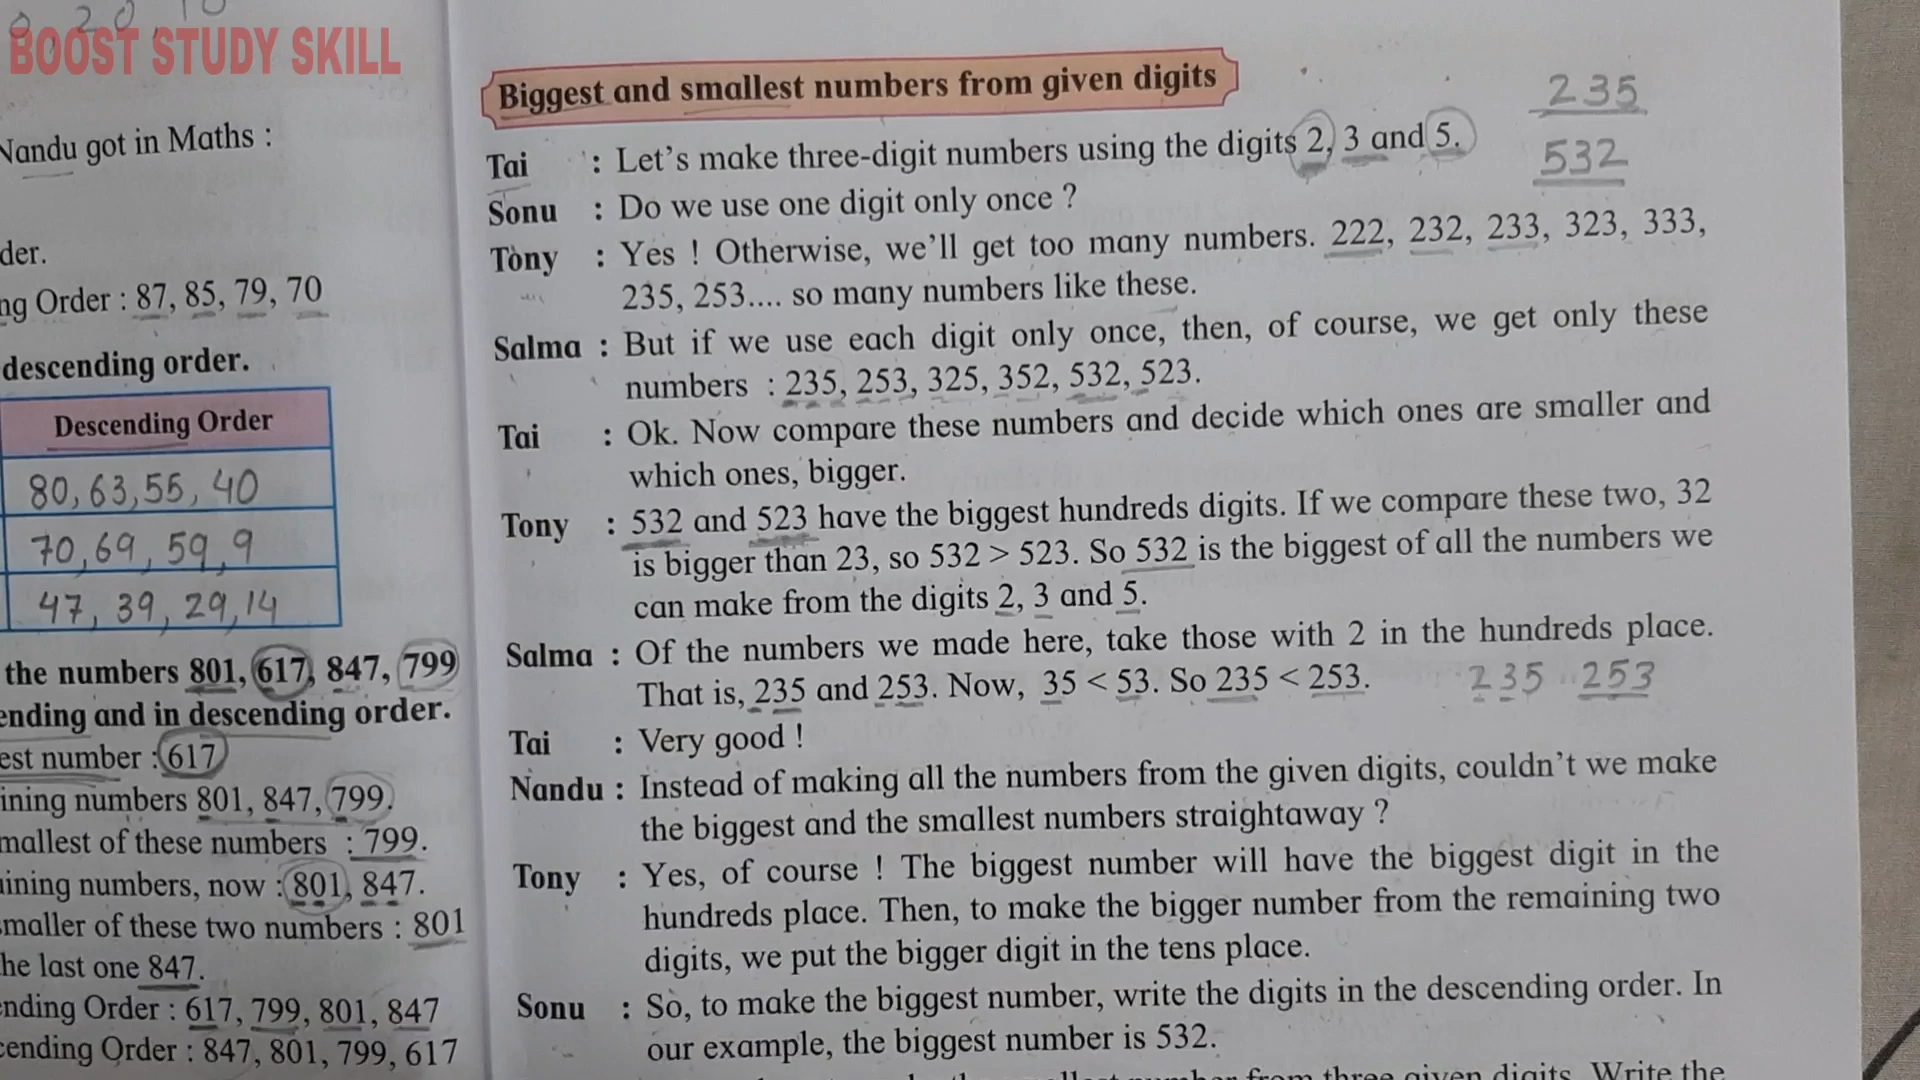 BOOST STUDY SKILL
Nandu got in Maths :
der.
ng Order : 87, 85, 79, 70
descending order.
Descending Order
80, 63, 55, 40
70, 69, 59, 9
47, 39, 29, 14
the numbers 801, 617, 847, 799
ending and in descending order.
est number : 617
ining numbers 801, 847, 799.
mallest of these numbers : 799.
ining numbers, now : 801, 847.
maller of these two numbers : 801
he last one 847.
nding Order : 617, 799, 801, 847
cending Order : 847, 801, 799, 617
Biggest and smallest numbers from given digits
235
532
Tai : Let's make three-digit numbers using the digits 2, 3 and 5.
Sonu : Do we use one digit only once ?
Tony : Yes ! Otherwise, we'll get too many numbers. 222, 232, 233, 323, 333,
235, 253.... so many numbers like these.
Salma : But if we use each digit only once, then, of course, we get only these
numbers : 235, 253, 325, 352, 532, 523.
Tai : Ok. Now compare these numbers and decide which ones are smaller and
which ones, bigger.
Tony : 532 and 523 have the biggest hundreds digits. If we compare these two, 32
is bigger than 23, so 532 > 523. So 532 is the biggest of all the numbers we
can make from the digits 2, 3 and 5.
Salma : Of the numbers we made here, take those with 2 in the hundreds place.
That is, 235 and 253. Now, 35 < 53. So 235 < 253. 235 253
Tai : Very good !
Nandu : Instead of making all the numbers from the given digits, couldn't we make
the biggest and the smallest numbers straightaway ?
Tony : Yes, of course ! The biggest number will have the biggest digit in the
hundreds place. Then, to make the bigger number from the remaining two
digits, we put the bigger digit in the tens place.
Sonu : So, to make the biggest number, write the digits in the descending order. In
our example, the biggest number is 532.
from three given digits. Write the